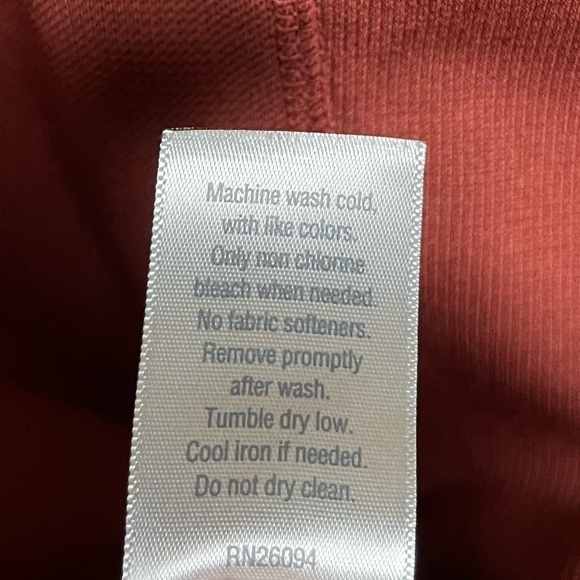 Machine wash cold,
with like colors.
Only non chlorine
bleach when needed.
No fabric softeners.
Remove promptly
after wash.
Tumble dry low.
Cool iron if needed.
Do not dry clean.
RN26094